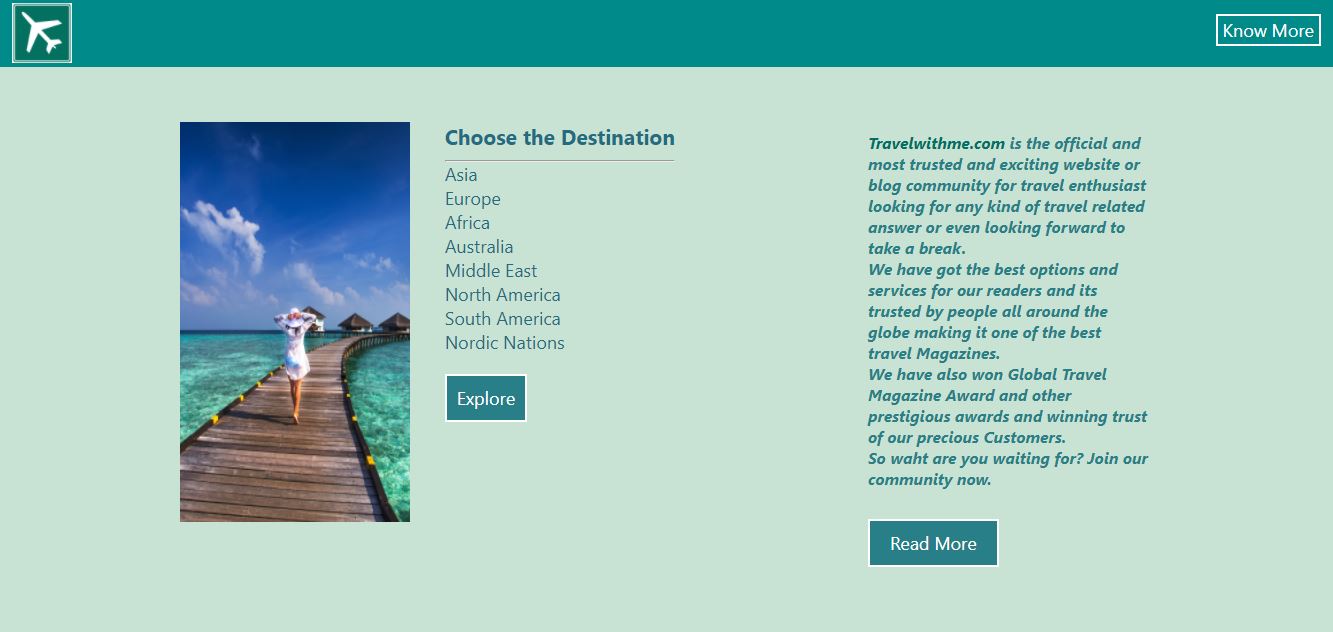 Know More
Choose the Destination
Asia
Europe
Africa
Australia
Middle East
North America
South America
Nordic Nations
Explore
Travelwithme.com is the official and
most trusted and exciting website or
blog community for travel enthusiast
looking for any kind of travel related
answer or even looking forward to
take a break.
We have got the best options and
services for our readers and its
trusted by people all around the
globe making it one of the best
travel Magazines.
We have also won Global Travel
Magazine Award and other
prestigious awards and winning trust
of our precious Customers.
So waht are you waiting for? Join our
community now.
Read More